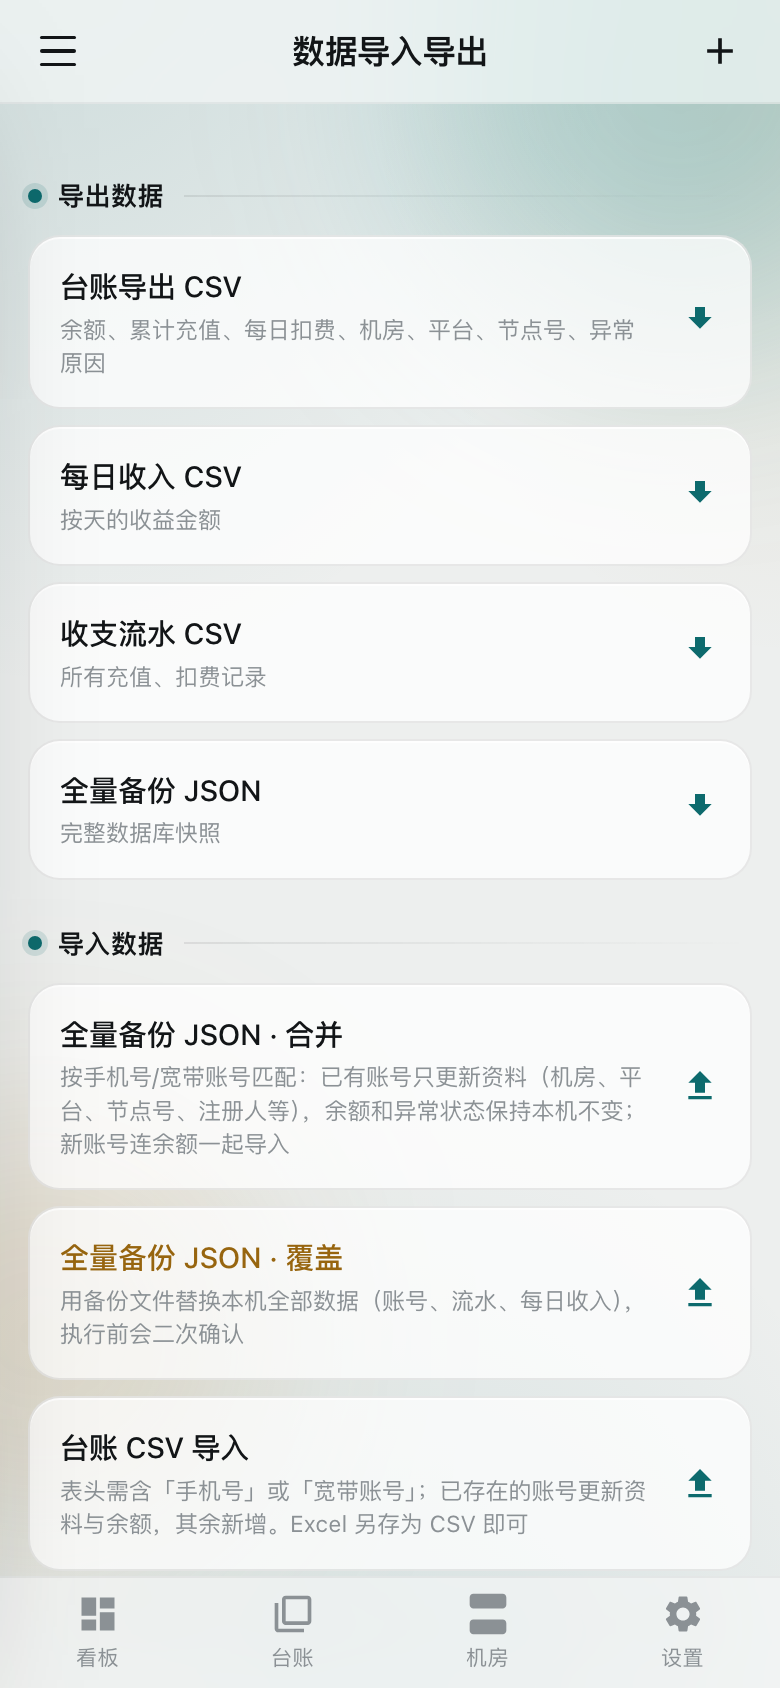 数据导入导出
导出数据
台账导出 CSV
余额、累计充值、每日扣费、机房、平台、节点号、异常
原因
每日收入 CSV
按天的收益金额
收支流水 CSV
所有充值、扣费记录
全量备份 JSON
完整数据库快照
导入数据
全量备份 JSON · 合并
按手机号/宽带账号匹配：已有账号只更新资料（机房、平
台、节点号、注册人等），余额和异常状态保持本机不变；
新账号连余额一起导入
全量备份 JSON · 覆盖
用备份文件替换本机全部数据（账号、流水、每日收入），
执行前会二次确认
台账 CSV 导入
表头需含「手机号」或「宽带账号」；已存在的账号更新资
料与余额，其余新增。Excel 另存为 CSV 即可
看板
台账
机房
设置